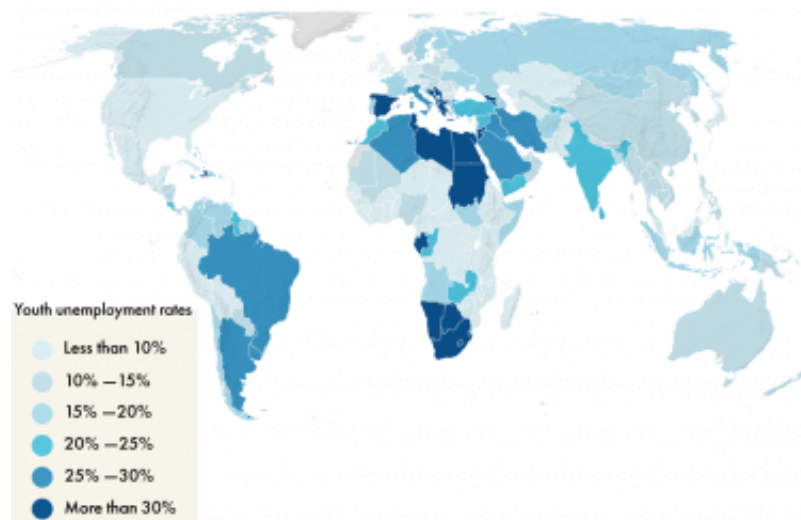 Youth unemployment rates
Less than 10%
10% —15%
15% —20%
20% —25%
25% —30%
More than 30%